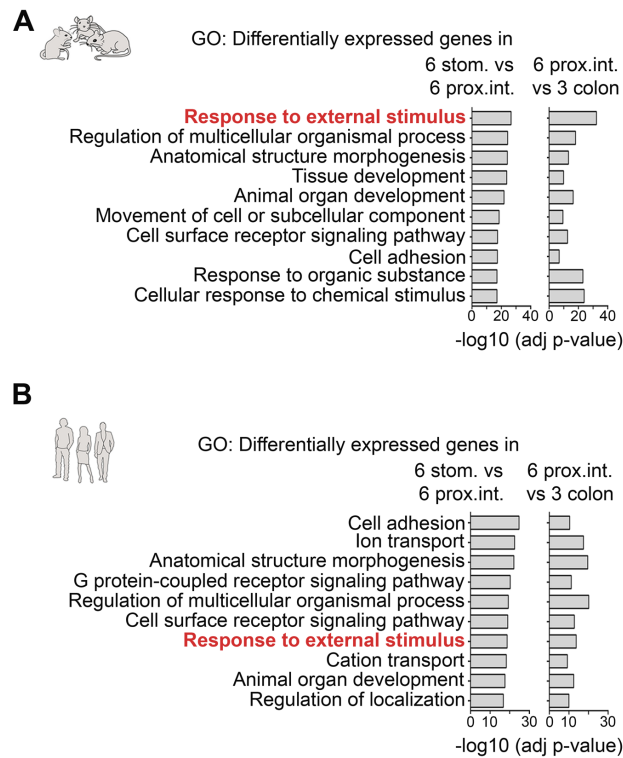 A
GO: Differentially expressed genes in
6 stom. vs
6 prox.int.
6 prox.int.
vs 3 colon
Response to external stimulus
Regulation of multicellular organismal process
Anatomical structure morphogenesis
Tissue development
Animal organ development
Movement of cell or subcellular component
Cell surface receptor signaling pathway
Cell adhesion
Response to organic substance
Cellular response to chemical stimulus
0 20 40 0 20 40
-log10 (adj p-value)
B
GO: Differentially expressed genes in
6 stom. vs
6 prox.int.
6 prox.int.
vs 3 colon
Cell adhesion
Ion transport
Anatomical structure morphogenesis
G protein-coupled receptor signaling pathway
Regulation of multicellular organismal process
Cell surface receptor signaling pathway
Response to external stimulus
Cation transport
Animal organ development
Regulation of localization
0 10 30 0 10 30
-log10 (adj p-value)